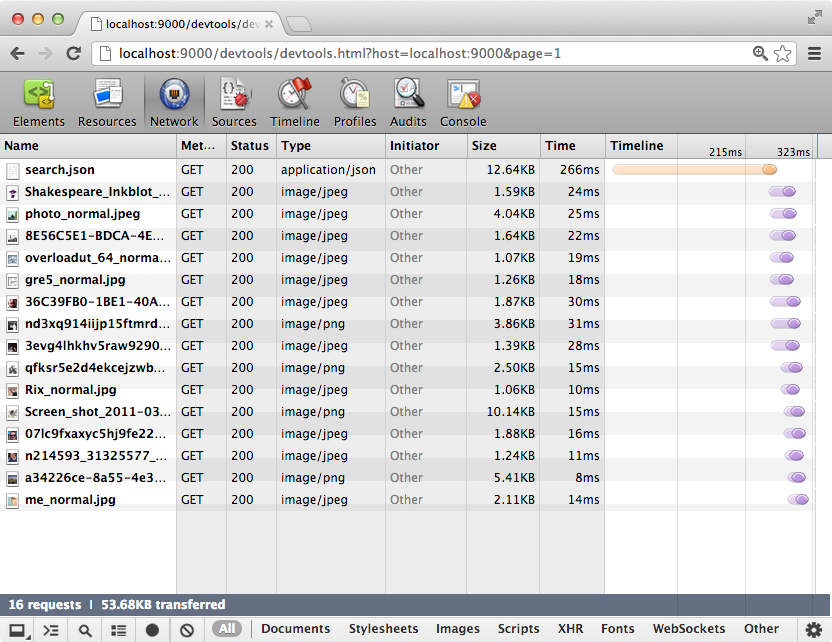 localhost:9000/devtools/dev
localhost:9000/devtools/devtools.html?host=localhost:9000&page=1
Elements Resources Network Sources Timeline Profiles Audits Console
Name Met... Status Type Initiator Size Time Timeline 215ms 323ms
search.json GET 200 application/json Other 12.64KB 266ms
Shakespeare_Inkblot_... GET 200 image/jpeg Other 1.59KB 24ms
photo_normal.jpeg GET 200 image/jpeg Other 4.04KB 25ms
8E56C5E1-BDCA-4E... GET 200 image/jpeg Other 1.64KB 22ms
overloadut_64_norma... GET 200 image/jpeg Other 1.07KB 19ms
gre5_normal.jpg GET 200 image/jpeg Other 1.26KB 18ms
36C39FB0-1BE1-40A... GET 200 image/jpeg Other 1.87KB 30ms
nd3xq914iijp15ftmrd... GET 200 image/png Other 3.86KB 31ms
3evg4lhkhv5raw9290... GET 200 image/jpeg Other 1.39KB 28ms
qfksr5e2d4ekcejzwb... GET 200 image/png Other 2.50KB 15ms
Rix_normal.jpg GET 200 image/jpeg Other 1.06KB 10ms
Screen_shot_2011-03... GET 200 image/png Other 10.14KB 15ms
07lc9fxaxyc5hj9fe22... GET 200 image/jpeg Other 1.88KB 16ms
n214593_31325577_... GET 200 image/jpeg Other 1.24KB 11ms
a34226ce-8a55-4e3... GET 200 image/png Other 5.41KB 8ms
me_normal.jpg GET 200 image/jpeg Other 2.11KB 14ms
16 requests | 53.68KB transferred
All Documents Stylesheets Images Scripts XHR Fonts WebSockets Other